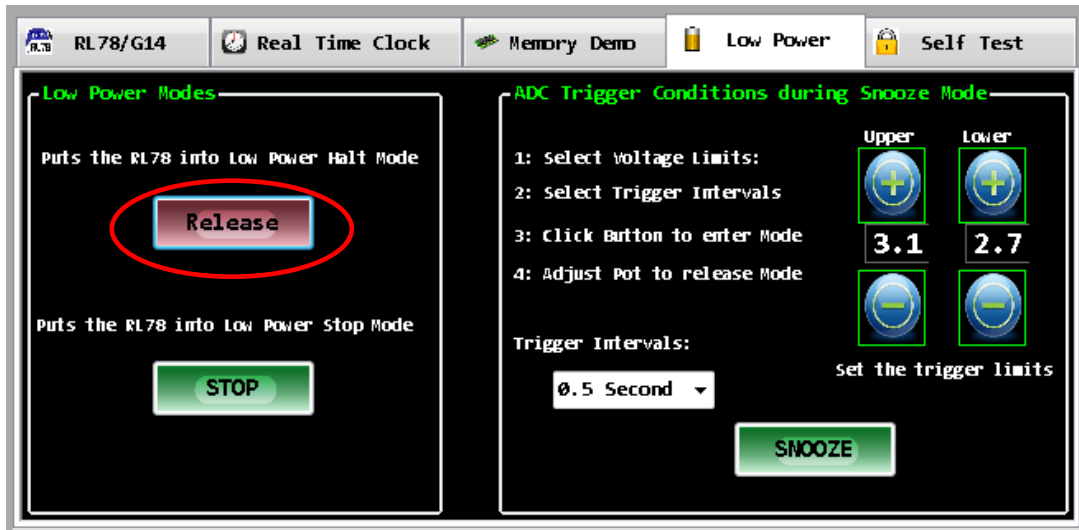 RL78 RL78/G14 Real Time Clock Memory Demo Low Power Self Test
Low Power Modes
Puts the RL78 into Low Power Halt Mode
Release
Puts the RL78 into Low Power Stop Mode
STOP
ADC Trigger Conditions during Snooze Mode
Upper Lower
1: Select Voltage Limits:
2: Select Trigger Intervals
3: Click Button to enter Mode
3.1 2.7
4: Adjust Pot to release Mode
Trigger Intervals:
Set the trigger limits
0.5 Second
SNOOZE